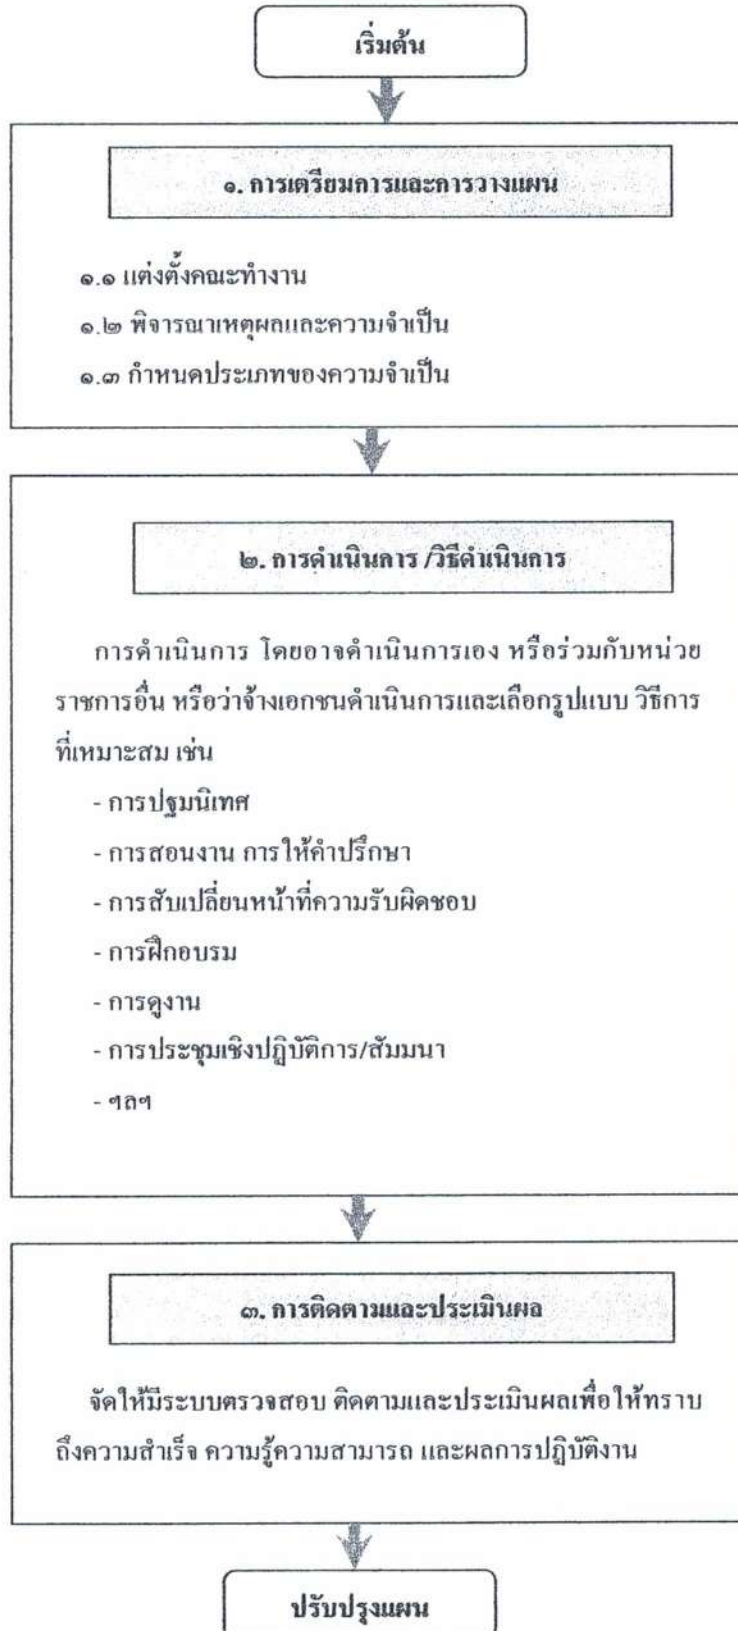 เริ่มต้น
๑. การเตรียมการและการวางแผน
๑.๑ แต่งตั้งคณะทำงาน
๑.๒ พิจารณาเหตุผลและความจำเป็น
๑.๓ กำหนดประเภทของความจำเป็น
๒. การดำเนินการ /วิธีดำเนินการ
การดำเนินการ โดยอาจดำเนินการเอง หรือร่วมกับหน่วย
ราชการอื่น หรือว่าจ้างเอกชนดำเนินการและเลือกรูปแบบ วิธีการ
ที่เหมาะสม เช่น
- การปฐมนิเทศ
- การสอนงาน การให้คำปรึกษา
- การสับเปลี่ยนหน้าที่ความรับผิดชอบ
- การฝึกอบรม
- การดูงาน
- การประชุมเชิงปฏิบัติการ/สัมมนา
- ฯลฯ
๓. การติดตามและประเมินผล
จัดให้มีระบบตรวจสอบ ติดตามและประเมินผลเพื่อให้ทราบ
ถึงความสำเร็จ ความรู้ความสามารถ และผลการปฏิบัติงาน
ปรับปรุงแผน